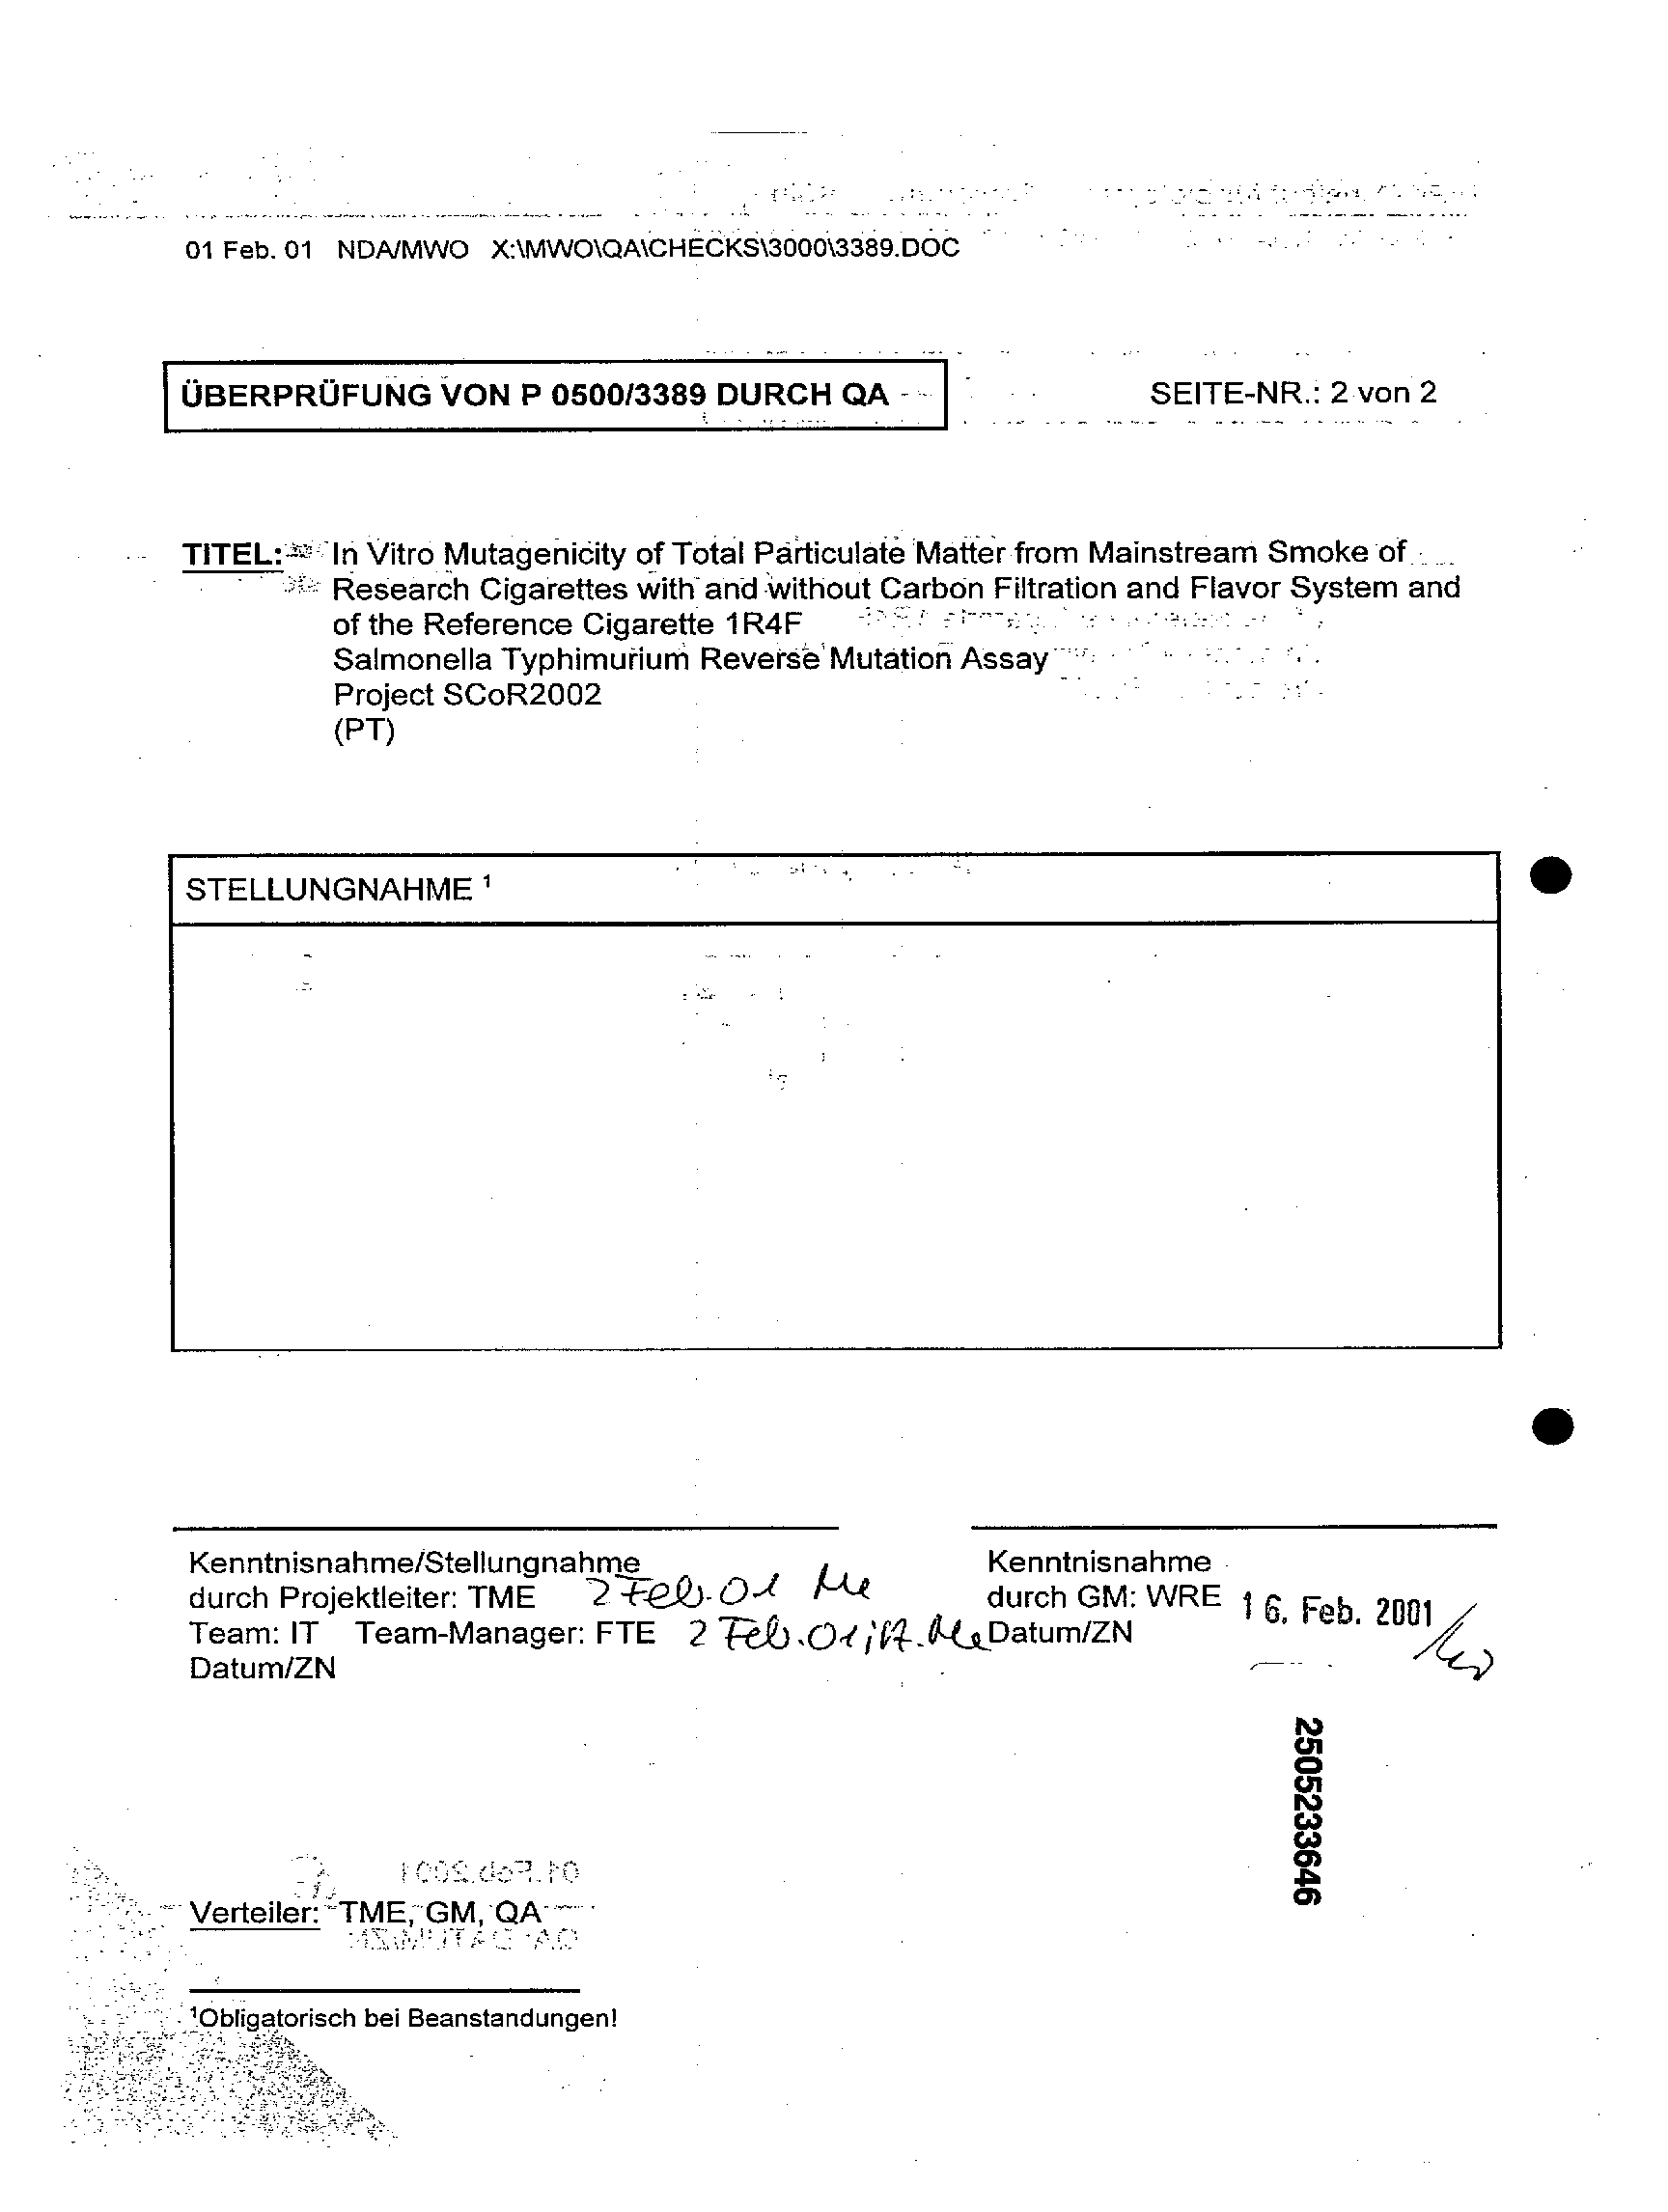 01 Feb. 01 NDA/MWO X:\MWO\QA\CHECKS\3000\3389.DOC
ÜBERPRÜFUNG VON P 0500/3389 DURCH QA
SEITE-NR.: 2 von 2
TITEL: In Vitro Mutagenicity of Total Particulate Matter from Mainstream Smoke of
Research Cigarettes with and without Carbon Filtration and Flavor System and
of the Reference Cigarette 1R4F
Salmonella Typhimurium Reverse Mutation Assay
Project SCoR2002
(PT)
STELLUNGNAHME ¹
Kenntnisnahme/Stellungnahme
durch Projektleiter: TME 2 Feb. 01 Me
Team: IT Team-Manager: FTE 2 Feb. 01 i.A. Me
Datum/ZN
Kenntnisnahme
durch GM: WRE 16. Feb. 2001
Datum/ZN
2505233646
01.Feb.2001
Verteiler: TME, GM, QA
QA: DATUM/ZN
¹Obligatorisch bei Beanstandungen!